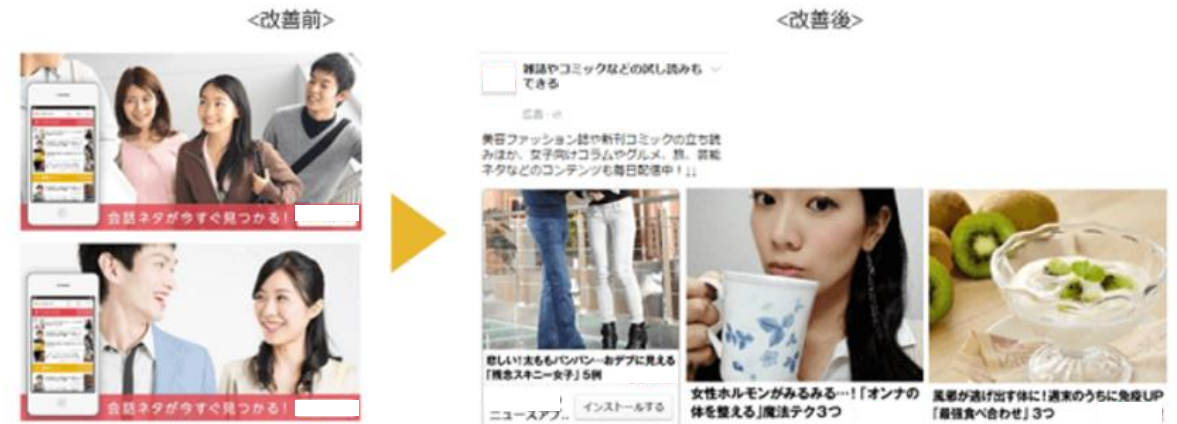 <改善前>
<改善後>
会話ネタが今すぐ見つかる!
会話ネタが今すぐ見つかる!
雑誌やコミックなどの試し読みも
できる
広告
美容ファッション誌や新刊コミックの立ち読
みほか、女子向けコラムやグルメ、旅、芸能
ネタなどのコンテンツも毎日配信中!↓↓
悲しい!太ももパンパン…おデブに見える
「残念スキニー女子」5例
ニュースアプ..
インストールする
女性ホルモンがみるみる…!「オンナの
体を整える」魔法テク3つ
風邪が逃げ出す体に!週末のうちに免疫UP
「最強食べ合わせ」3つ